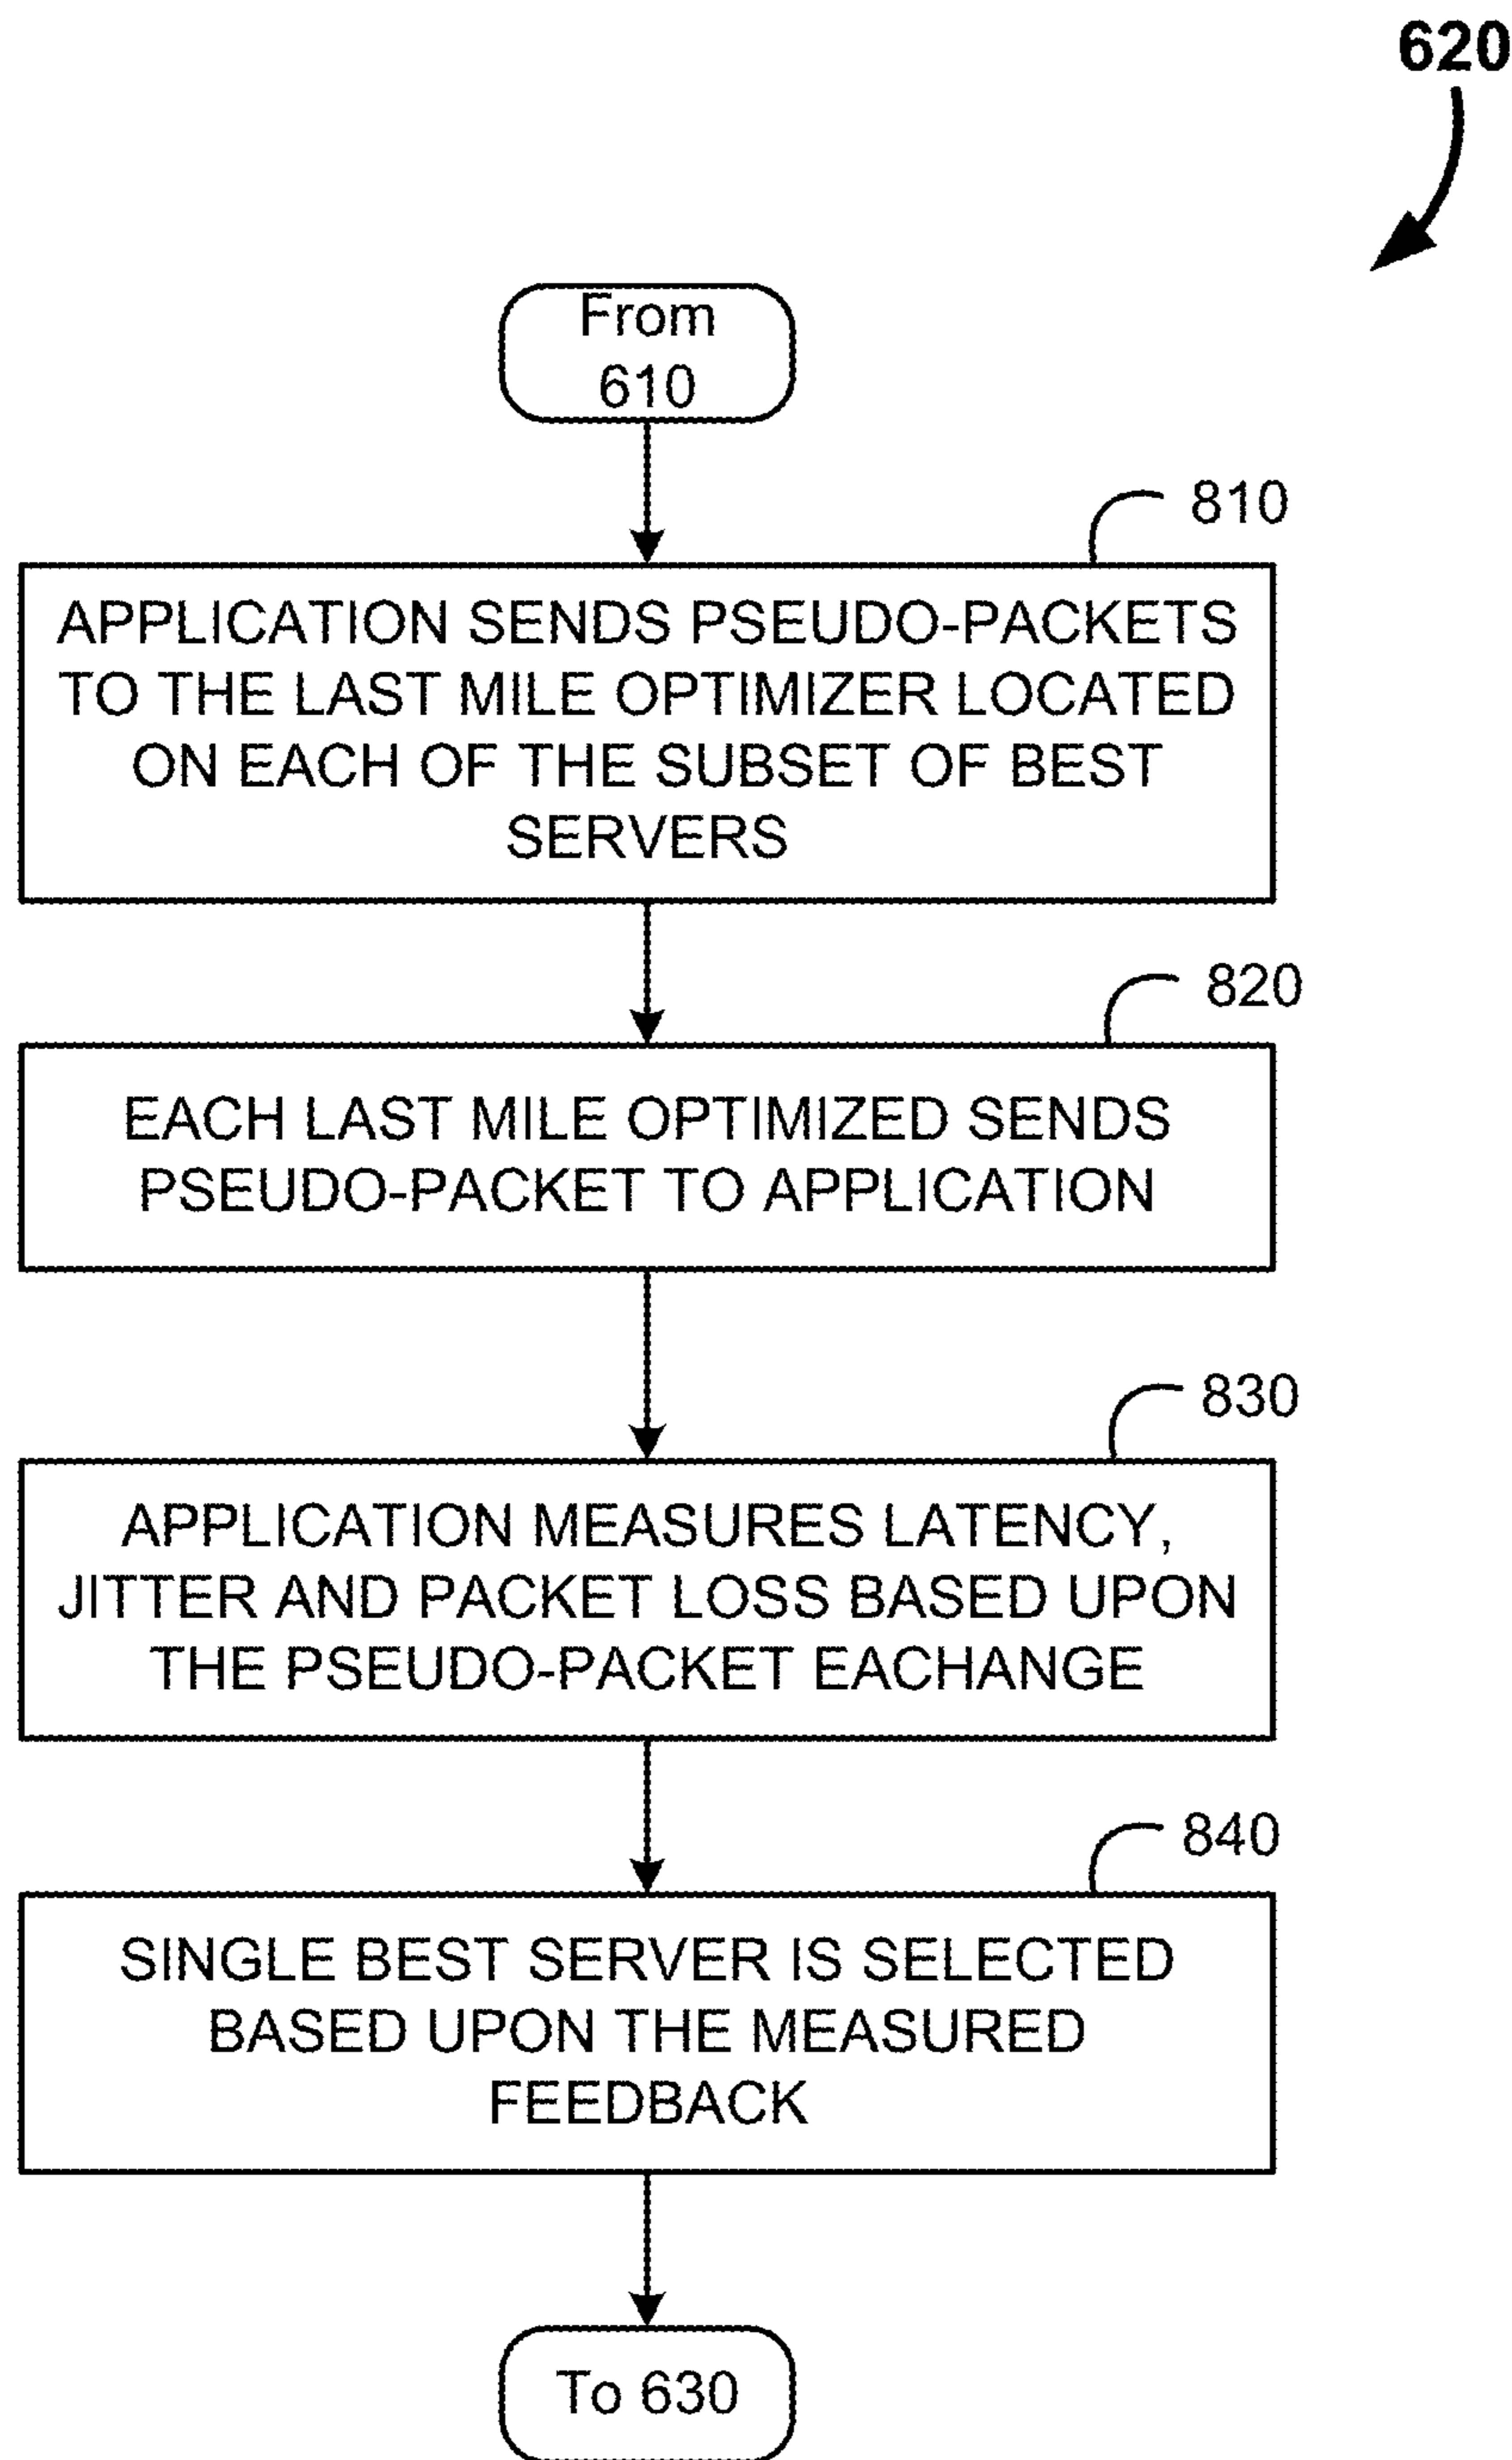 620
From
610
810
APPLICATION SENDS PSEUDO-PACKETS
TO THE LAST MILE OPTIMIZER LOCATED
ON EACH OF THE SUBSET OF BEST
SERVERS
820
EACH LAST MILE OPTIMIZED SENDS
PSEUDO-PACKET TO APPLICATION
830
APPLICATION MEASURES LATENCY,
JITTER AND PACKET LOSS BASED UPON
THE PSEUDO-PACKET EACHANGE
840
SINGLE BEST SERVER IS SELECTED
BASED UPON THE MEASURED
FEEDBACK
To 630